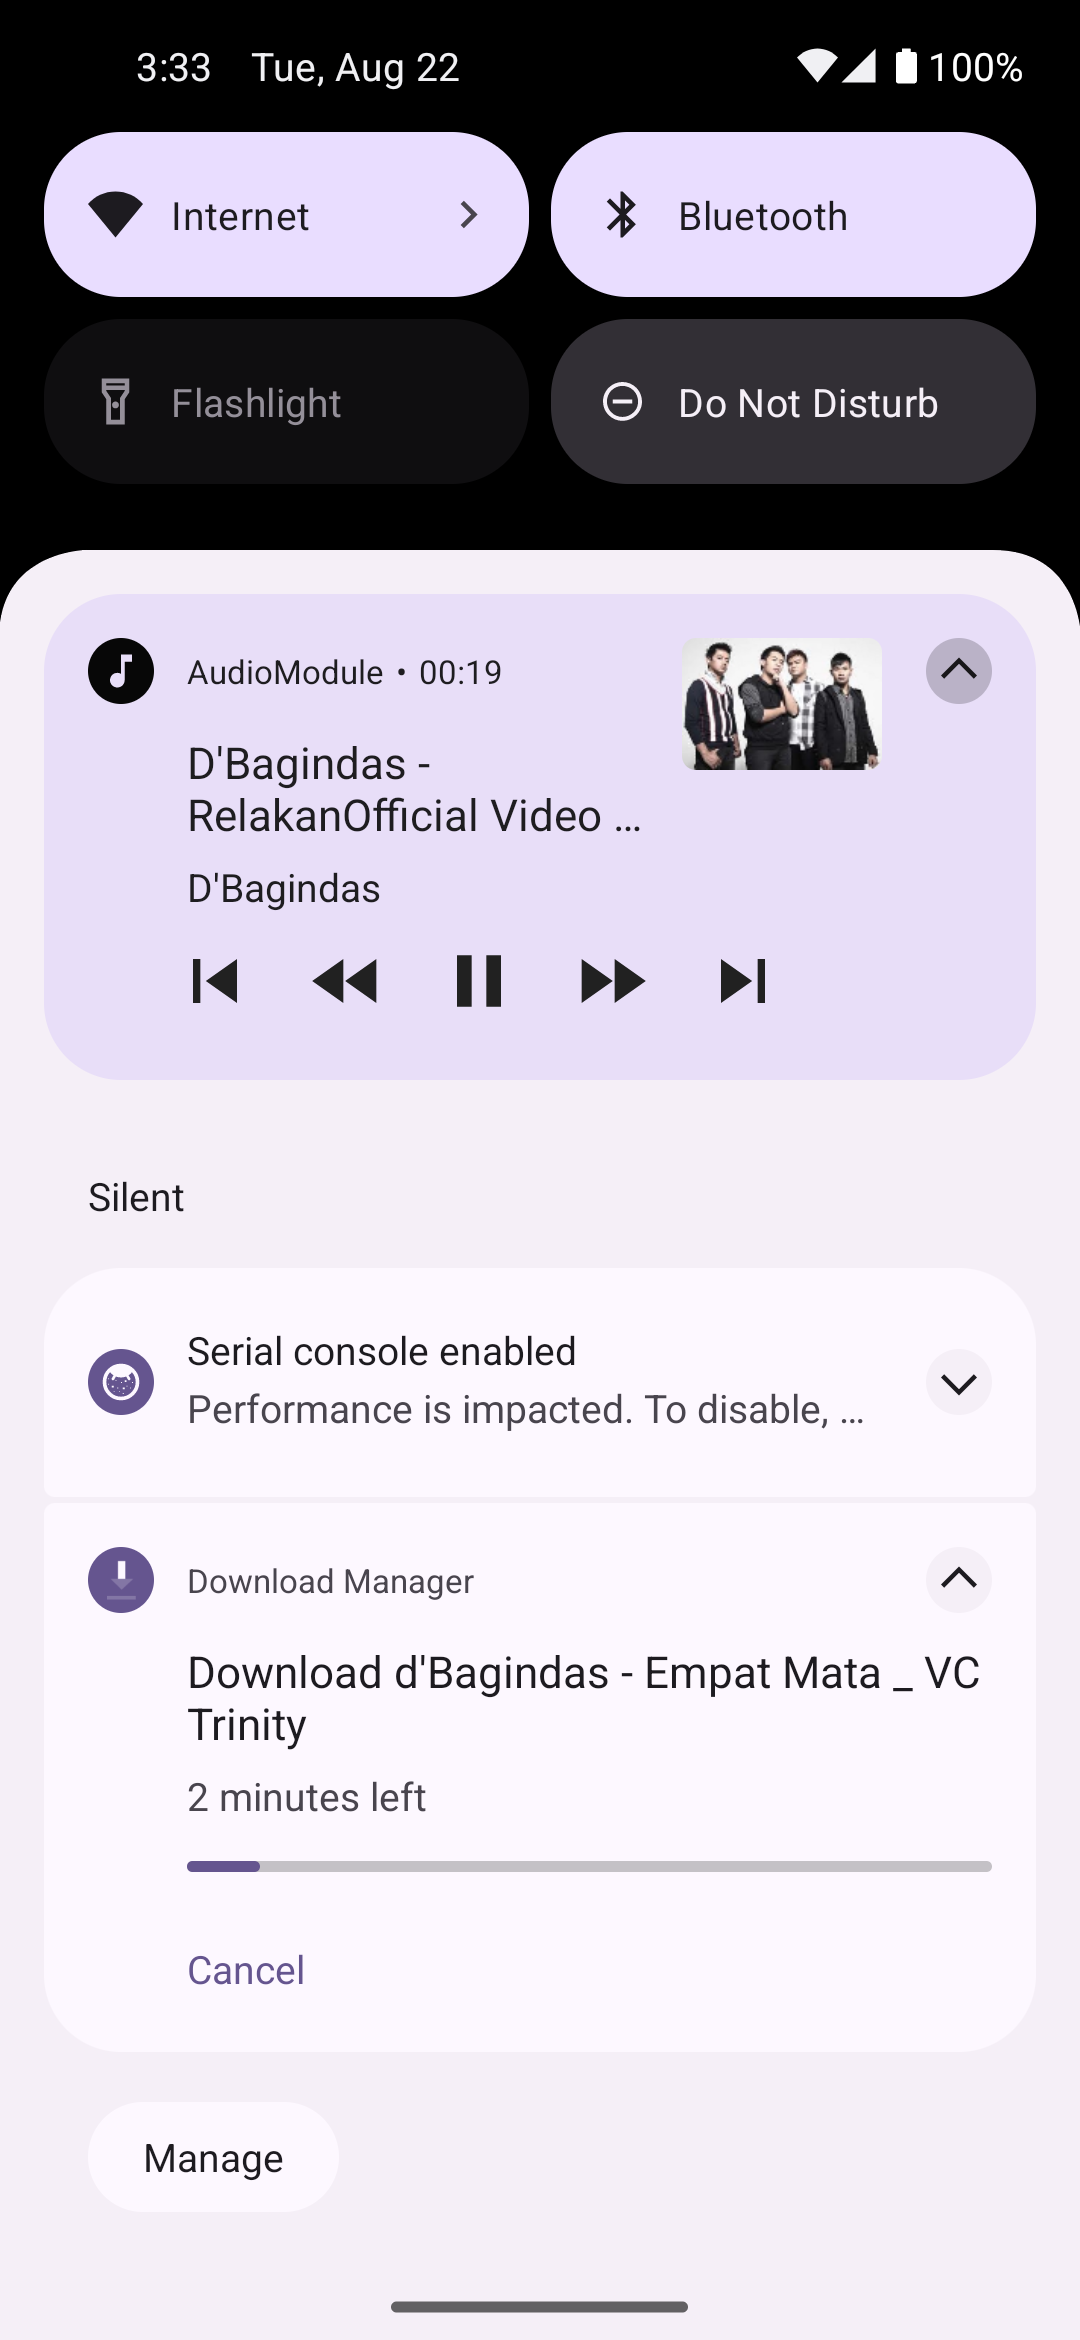 3:33 Tue, Aug 22 100%
Internet
Bluetooth
Flashlight
Do Not Disturb
AudioModule • 00:19
D'Bagindas -
RelakanOfficial Video ...
D'Bagindas
Silent
Serial console enabled
Performance is impacted. To disable, ...
Download Manager
Download d'Bagindas - Empat Mata _ VC
Trinity
2 minutes left
Cancel
Manage